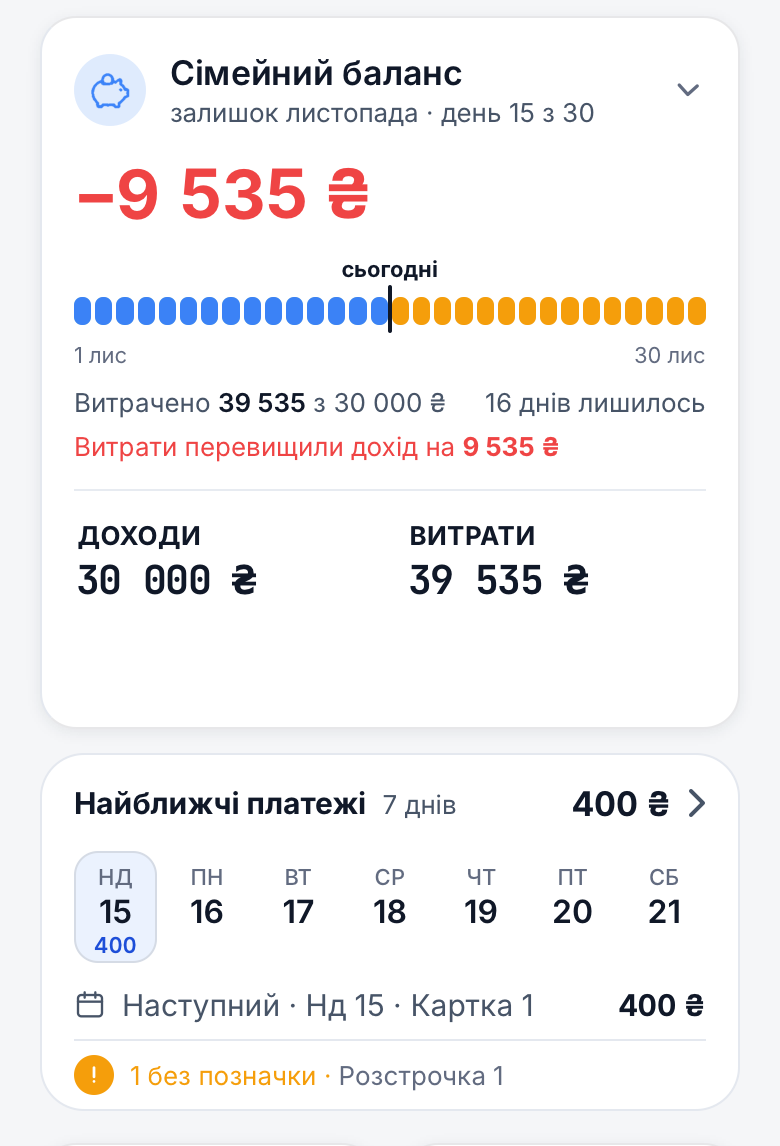 Сімейний баланс
залишок листопада · день 15 з 30
–9 535 ₴
сьогодні
1 лис 30 лис
Витрачено 39 535 з 30 000 ₴ 16 днів лишилось
Витрати перевищили дохід на 9 535 ₴
ДОХОДИ ВИТРАТИ
30 000 ₴ 39 535 ₴
Найближчі платежі 7 днів 400 ₴
НД ПН ВТ СР ЧТ ПТ СБ
15 16 17 18 19 20 21
400
Наступний · Нд 15 · Картка 1 400 ₴
! 1 без позначки · Розстрочка 1